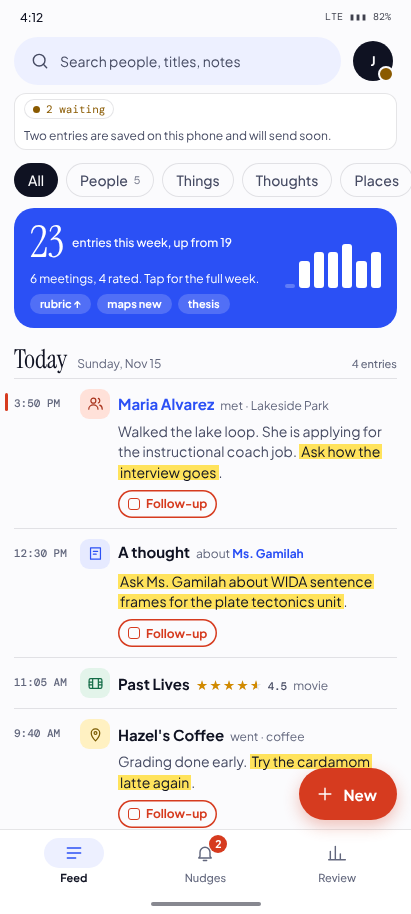 4:12
LTE 82%
Search people, titles, notes
J
2 waiting
Two entries are saved on this phone and will send soon.
All
People 5
Things
Thoughts
Places
23 entries this week, up from 19
6 meetings, 4 rated. Tap for the full week.
rubric ↑
maps new
thesis
Today Sunday, Nov 15
4 entries
3:50 PM
Maria Alvarez met · Lakeside Park
Walked the lake loop. She is applying for
the instructional coach job. Ask how the
interview goes.
Follow-up
12:30 PM
A thought about Ms. Gamilah
Ask Ms. Gamilah about WIDA sentence
frames for the plate tectonics unit.
Follow-up
11:05 AM
Past Lives ★★★★⯨ 4.5 movie
9:40 AM
Hazel's Coffee went · coffee
Grading done early. Try the cardamom
latte again.
Follow-up
+ New
Feed
2
Nudges
Review